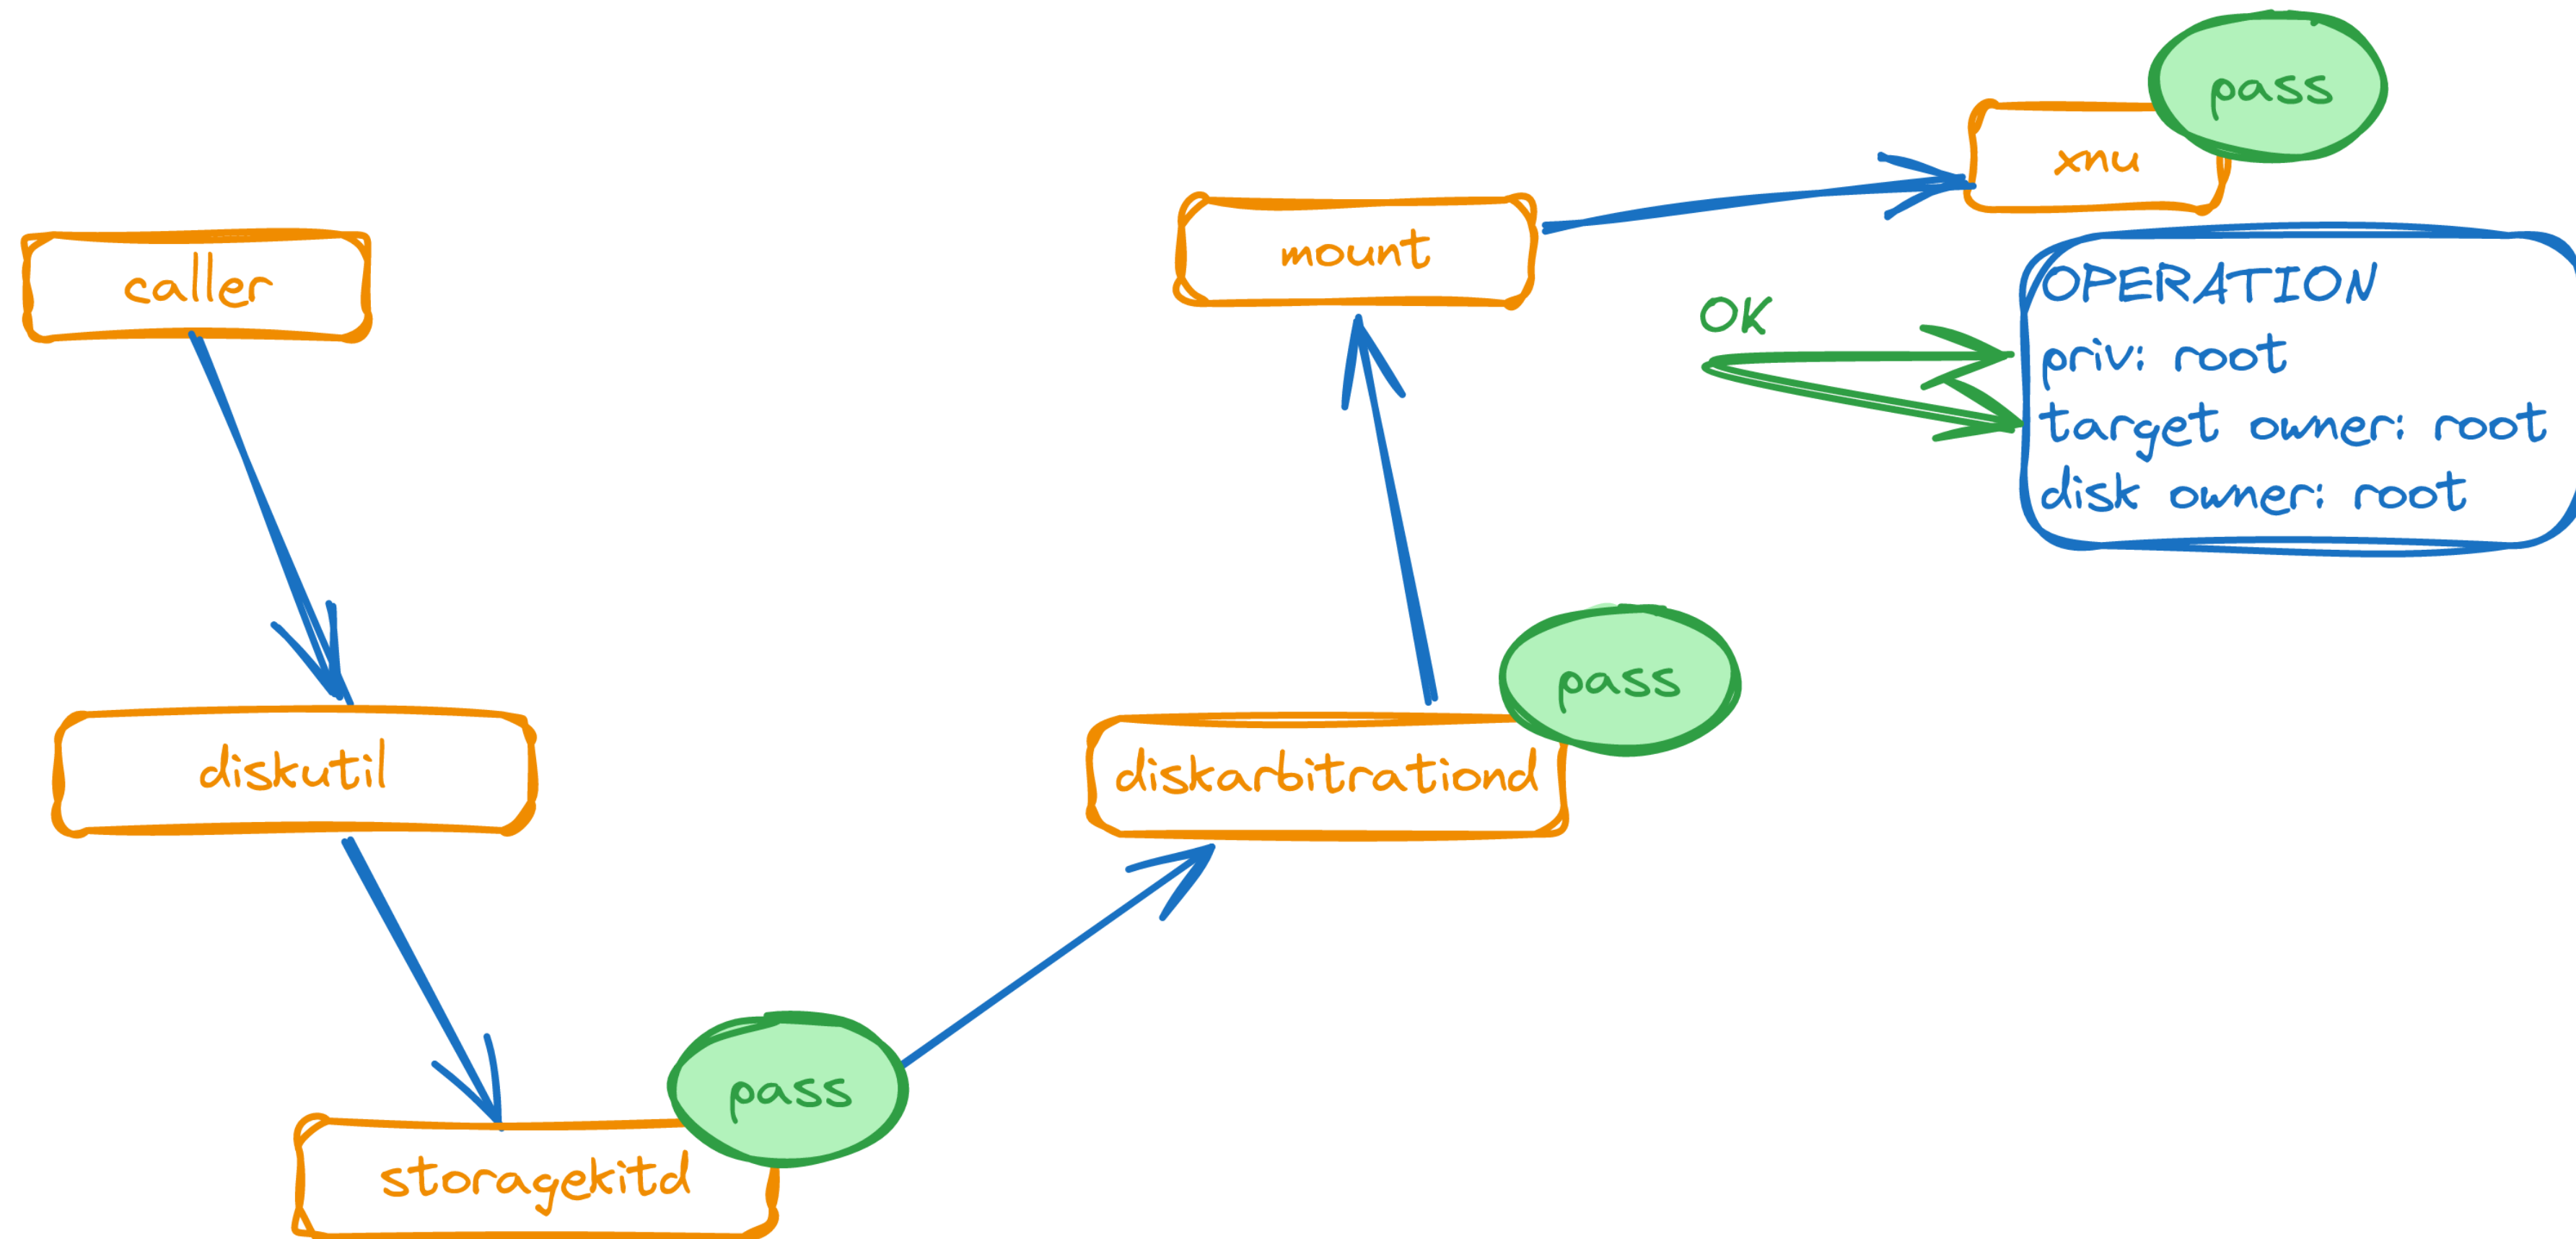 pass
xnu
mount
caller
OPERATION
OK
priv: root
target owner: root
disk owner: root
pass
diskutil
diskarbitrationd
pass
storagekitd